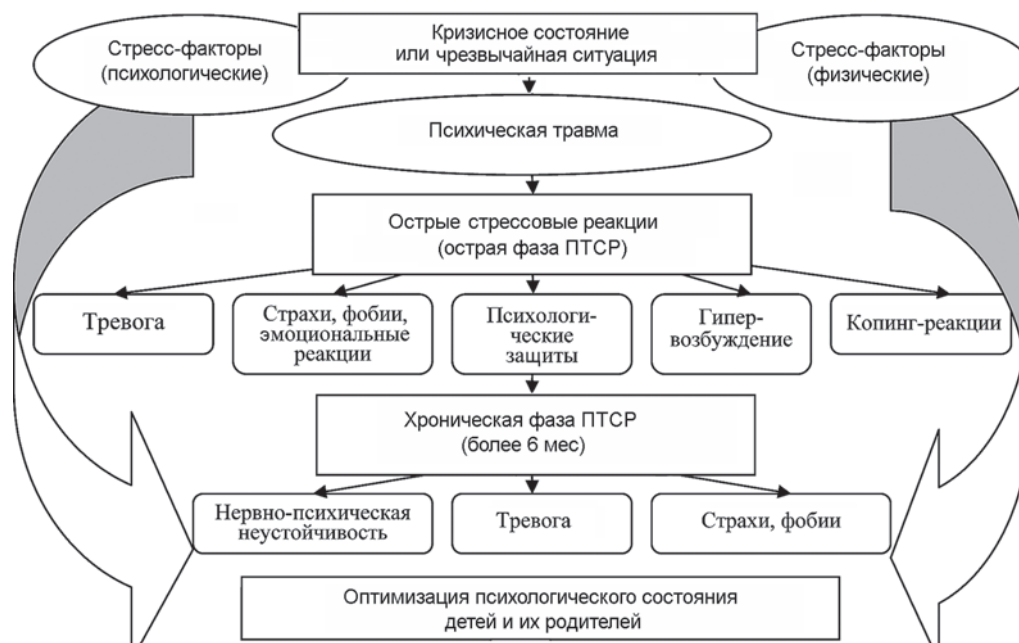 Стресс-факторы
(психологические)
Кризисное состояние
или чрезвычайная ситуация
Стресс-факторы
(физические)
Психическая травма
Острые стрессовые реакции
(острая фаза ПТСР)
Тревога
Страхи, фобии,
эмоциональные
реакции
Психологи-
ческие
защиты
Гипер-
возбуждение
Копинг-реакции
Хроническая фаза ПТСР
(более 6 мес)
Нервно-психическая
неустойчивость
Тревога
Страхи, фобии
Оптимизация психологического состояния
детей и их родителей